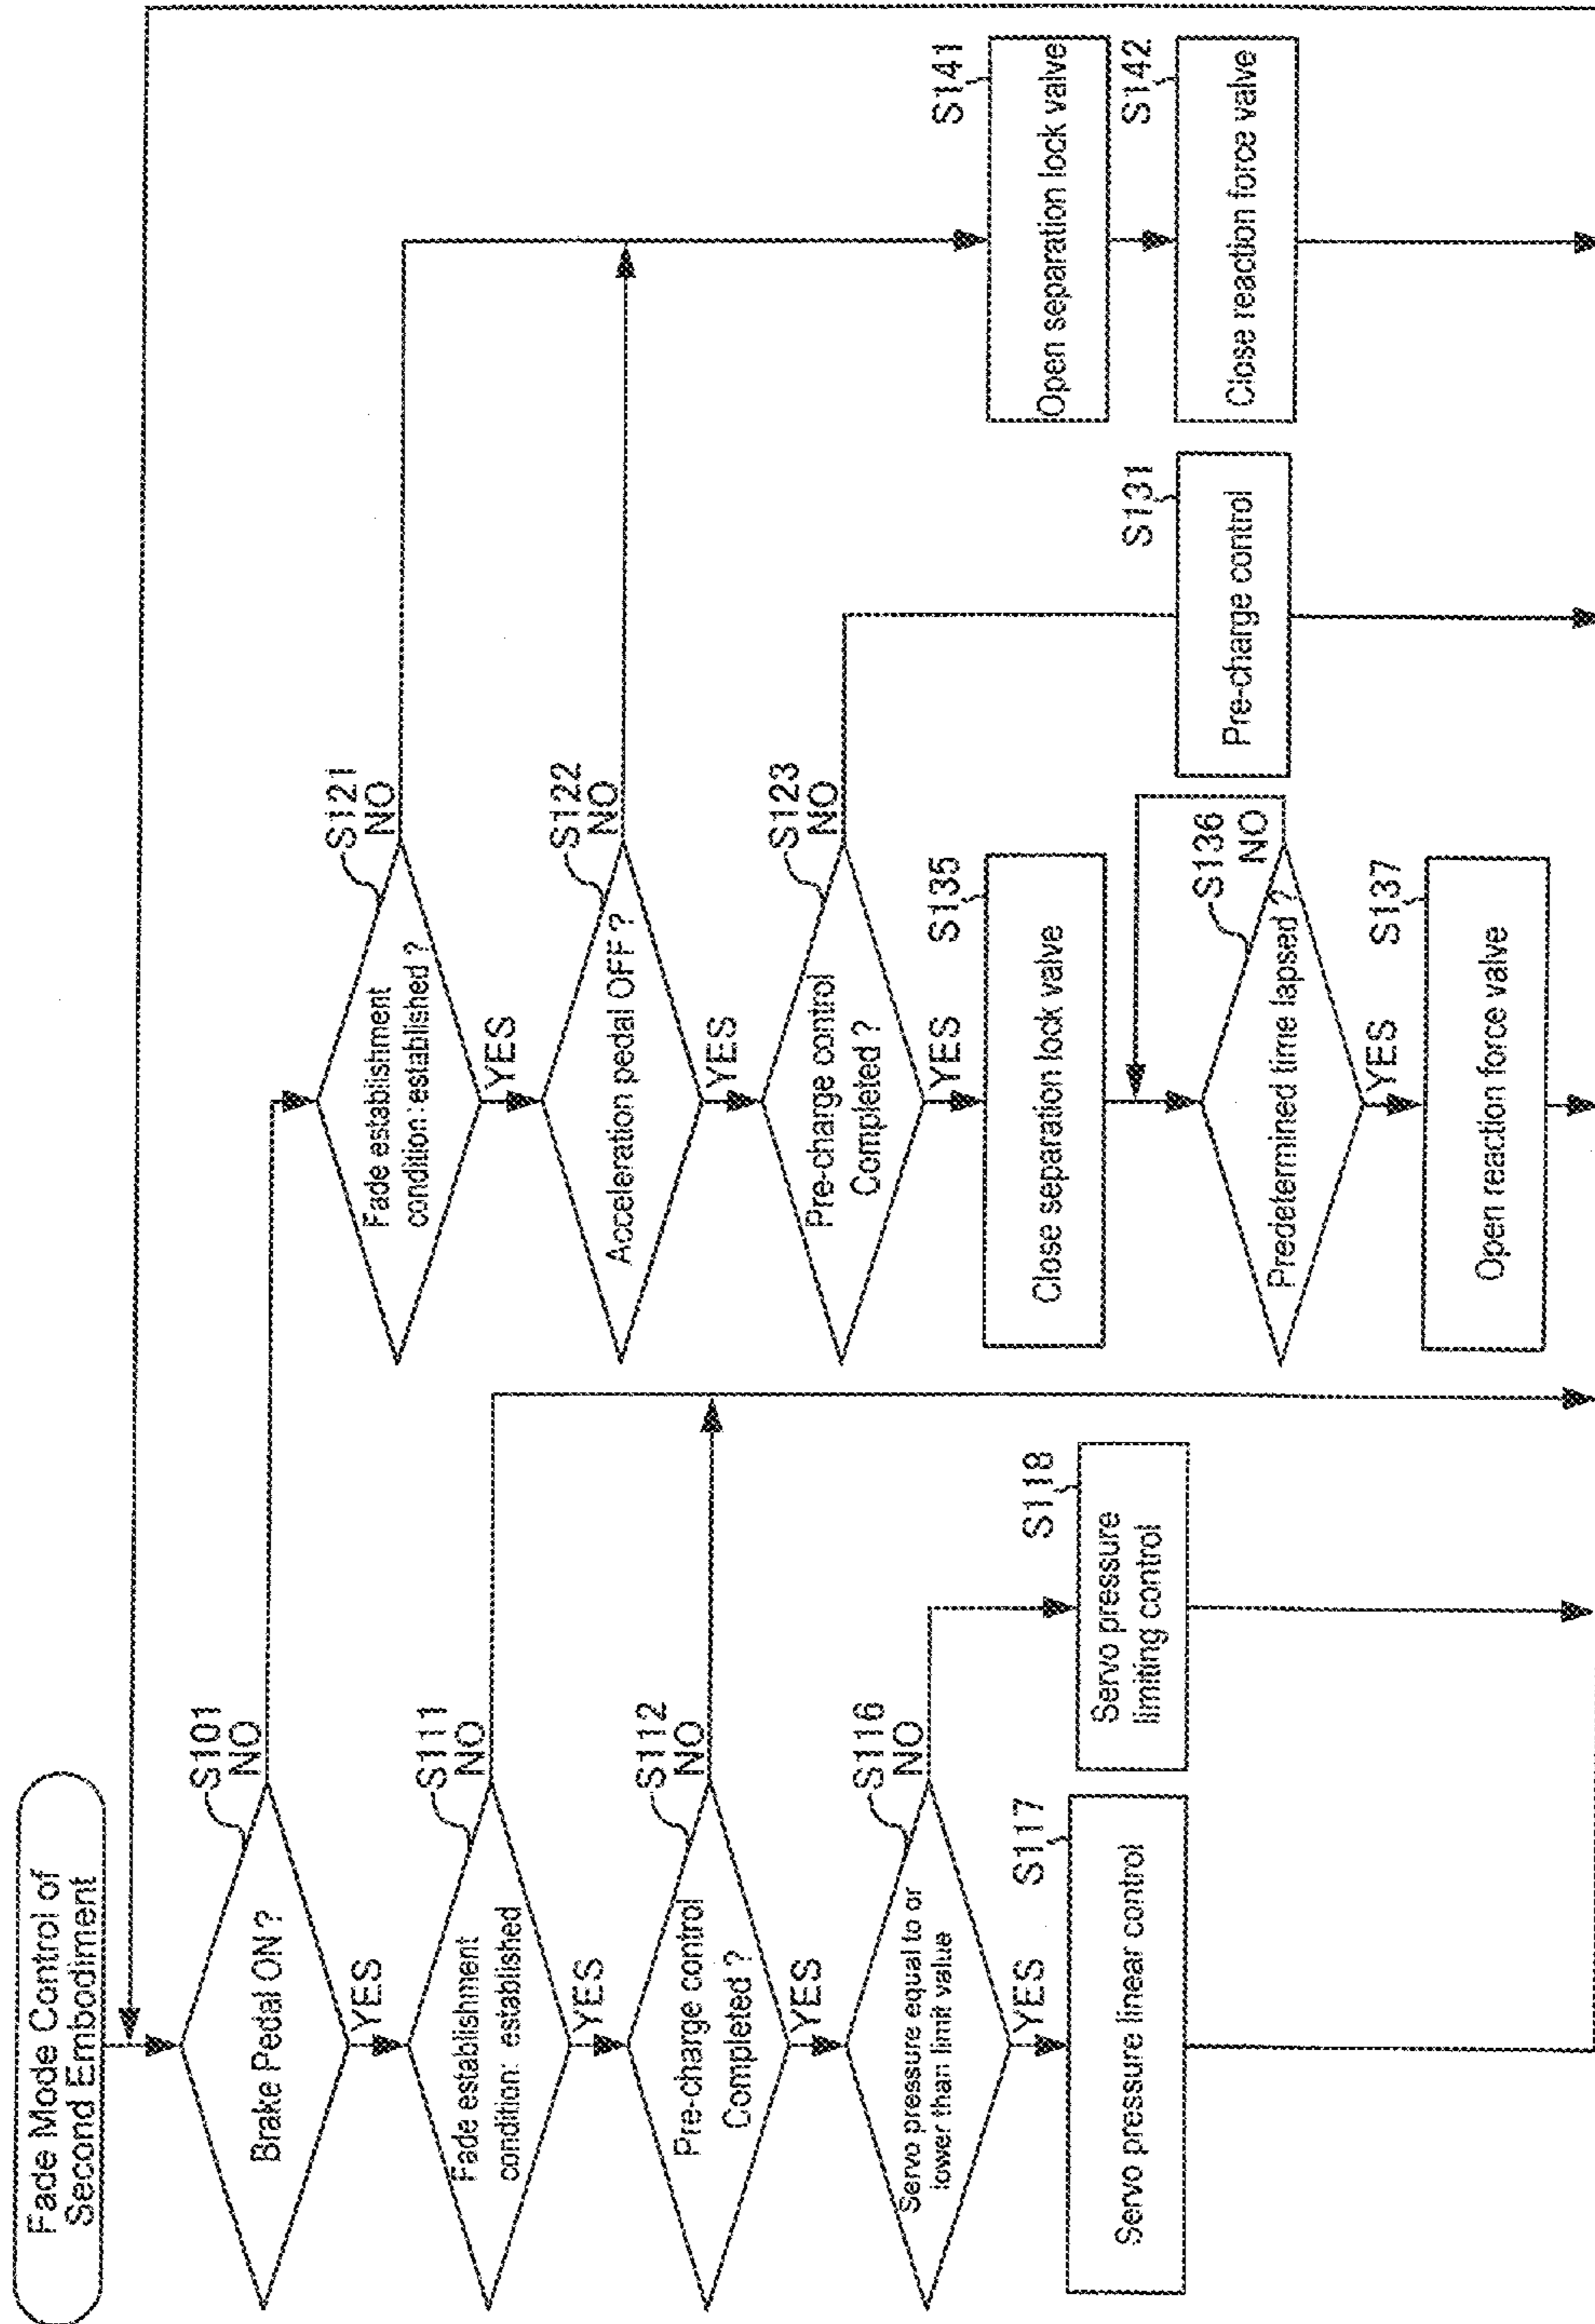 Fade Mode Control of
Second Embodiment
S101
Brake Pedal ON ?
NO
YES
S111
Fade establishment
condition: established
NO
YES
S112
Pre-charge control
Completed ?
NO
YES
S116
Servo pressure equal to or
lower than limit value
NO
YES
S117
Servo pressure linear control
S118
Servo pressure
limiting control
S121
Fade establishment
condition:established ?
NO
YES
S122
Acceleration pedal OFF ?
NO
YES
S123
Pre-charge control
Completed ?
NO
YES
S135
Close separation lock valve
S136
Predetermined time lapsed ?
NO
YES
S137
Open reaction force valve
S131
Pre-charge control
S141
Open separation lock valve
S142
Close reaction force valve